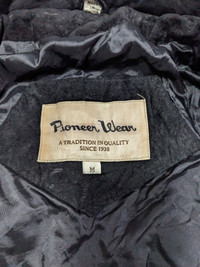 Pioneer Wear
A TRADITION IN QUALITY
SINCE 1938
M